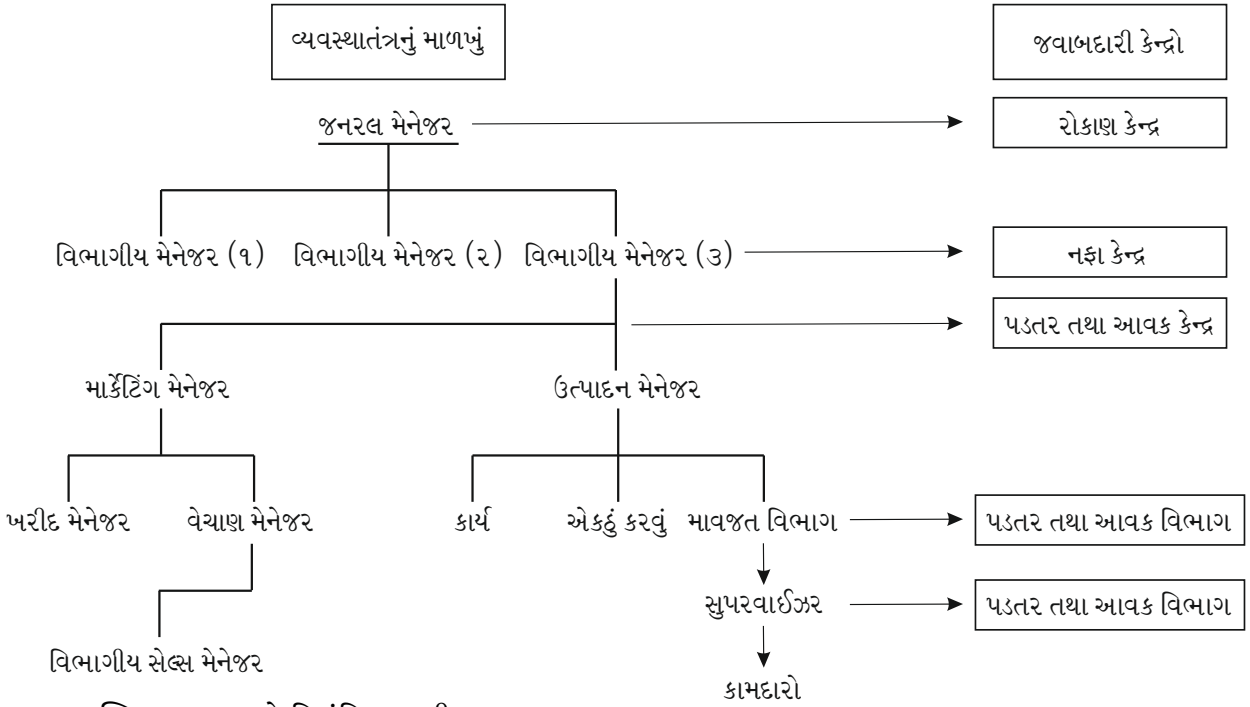 વ્યવસ્થાતંત્રનું માળખું
જવાબદારી કેન્દ્રો
જનરલ મેનેજર
રોકાણ કેન્દ્ર
વિભાગીય મેનેજર (૧)
વિભાગીય મેનેજર (૨)
વિભાગીય મેનેજર (૩)
નફા કેન્દ્ર
પડતર તથા આવક કેન્દ્ર
માર્કેટિંગ મેનેજર
ઉત્પાદન મેનેજર
ખરીદ મેનેજર
વેચાણ મેનેજર
કાર્ય
એકઠું કરવું
માવજત વિભાગ
પડતર તથા આવક વિભાગ
સુપરવાઈઝર
પડતર તથા આવક વિભાગ
વિભાગીય સેલ્સ મેનેજર
કામદારો